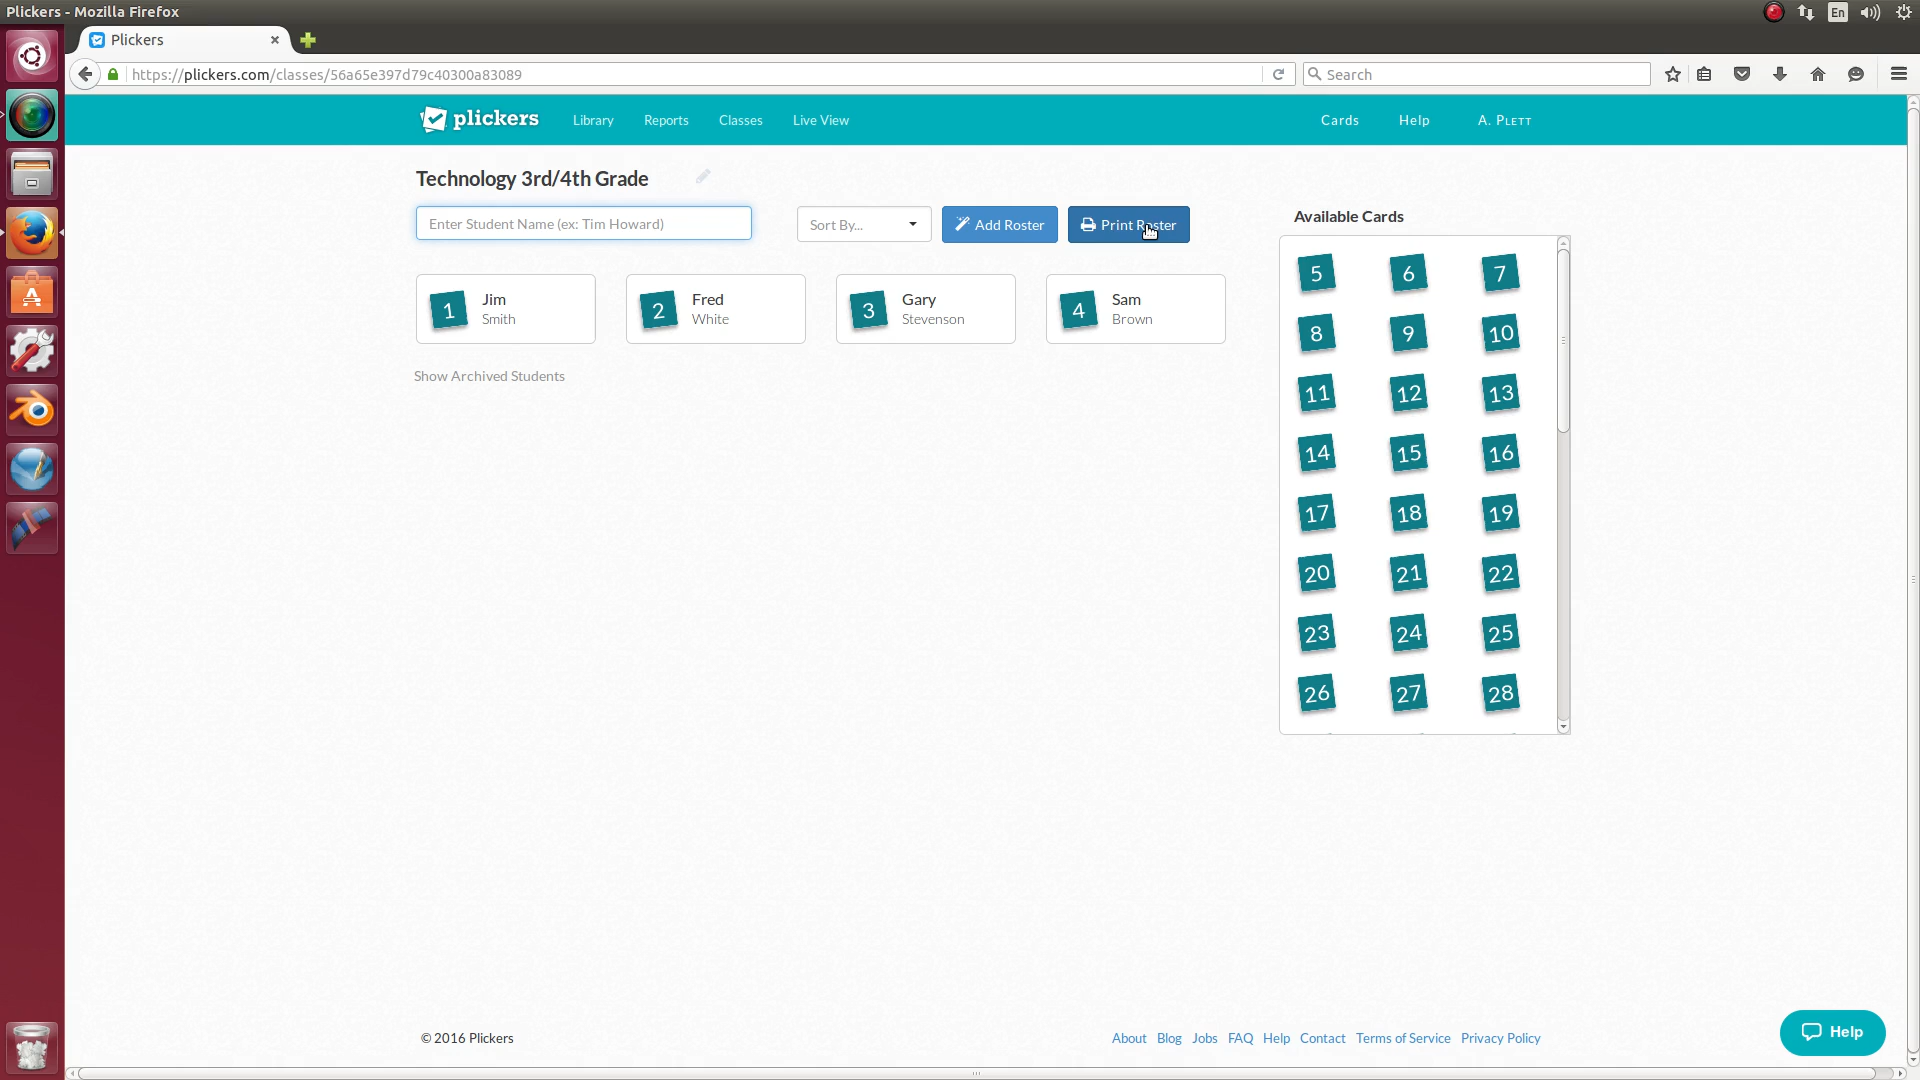 Plickers - Mozilla Firefox
En
Plickers
https://plickers.com/classes/56a65e397d79c40300a83089
Search
plickers
Library
Reports
Classes
Live View
Cards
Help
A. Plett
Technology 3rd/4th Grade
Enter Student Name (ex: Tim Howard)
Sort By...
Add Roster
Print Roster
Available Cards
1 Jim
Smith
2 Fred
White
3 Gary
Stevenson
4 Sam
Brown
Show Archived Students
5 6 7
8 9 10
11 12 13
14 15 16
17 18 19
20 21 22
23 24 25
26 27 28
© 2016 Plickers
About Blog Jobs FAQ Help Contact Terms of Service Privacy Policy
Help